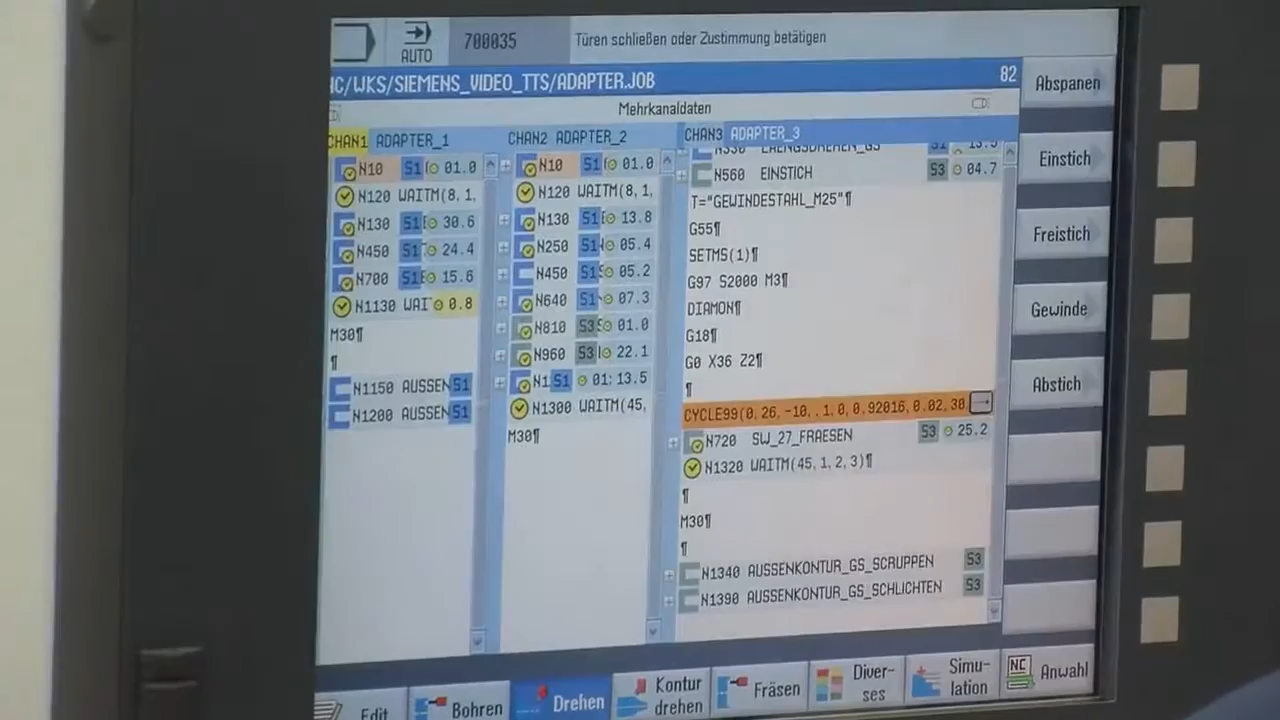 AUTO
700035
Türen schließen oder Zustimmung betätigen
C/WKS/SIEMENS_VIDEO_TTS/ADAPTER.JOB
82
Mehrkanaldaten
CHAN1 ADAPTER_1
N10 S1 01.0
N120 WAITM(8,1,
N130 S1 30.6
N450 S1 24.4
N700 S1 15.6
N1130 WAI 0.8
M30¶
¶
N1150 AUSSEN S1
N1200 AUSSEN S1
CHAN2 ADAPTER_2
N10 S1 01.0
N120 WAITM(8,1,
N130 S1 13.8
N250 S1 05.4
N450 S1 05.2
N640 S1 07.3
N810 S3 01.0
N960 S3 22.1
N1 S1 01:13.5
N1300 WAITM(45,
M30¶
CHAN3 ADAPTER_3
N560 EINSTICH S3 04.7
T="GEWINDESTAHL_M25"¶
G55¶
SETMS(1)¶
G97 S2000 M3¶
DIAMON¶
G18¶
G0 X36 Z2¶
¶
CYCLE99(0,26,-10,,1,0,0.92016,0.02,30
N720 SW_27_FRAESEN S3 25.2
N1320 WAITM(45,1,2,3)¶
¶
M30¶
¶
N1340 AUSSENKONTUR_GS_SCRUPPEN S3
N1390 AUSSENKONTUR_GS_SCHLICHTEN S3
Abspanen
Einstich
Freistich
Gewinde
Abstich
Edit
Bohren
Drehen
Kontur
drehen
Fräsen
Diver-
ses
Simu-
lation
NC
Anwahl